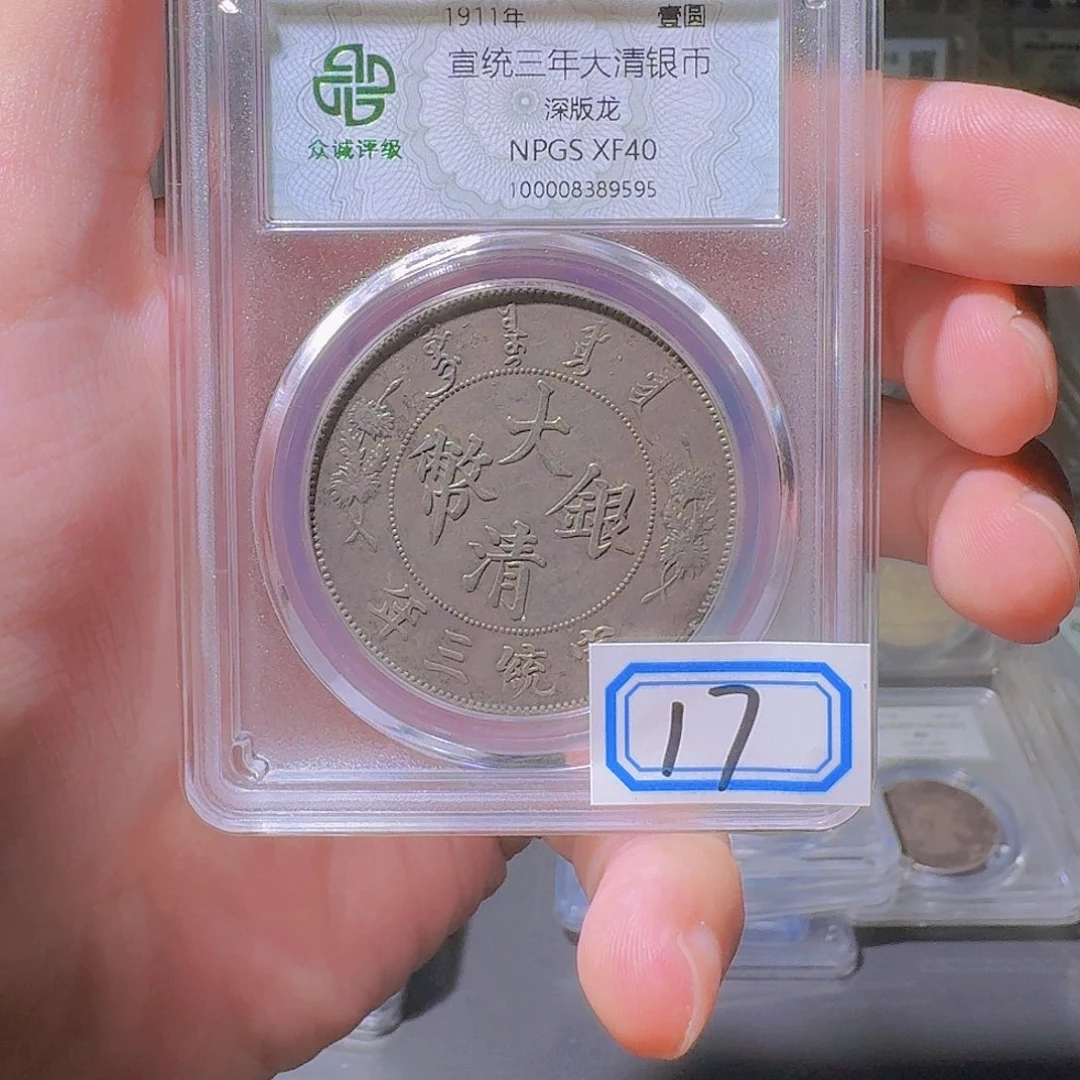 1911年 壹圆
宣统三年大清银币
深版龙
众诚评级
NPGS XF40
100008389595
大
清
銀
幣
年三統
17